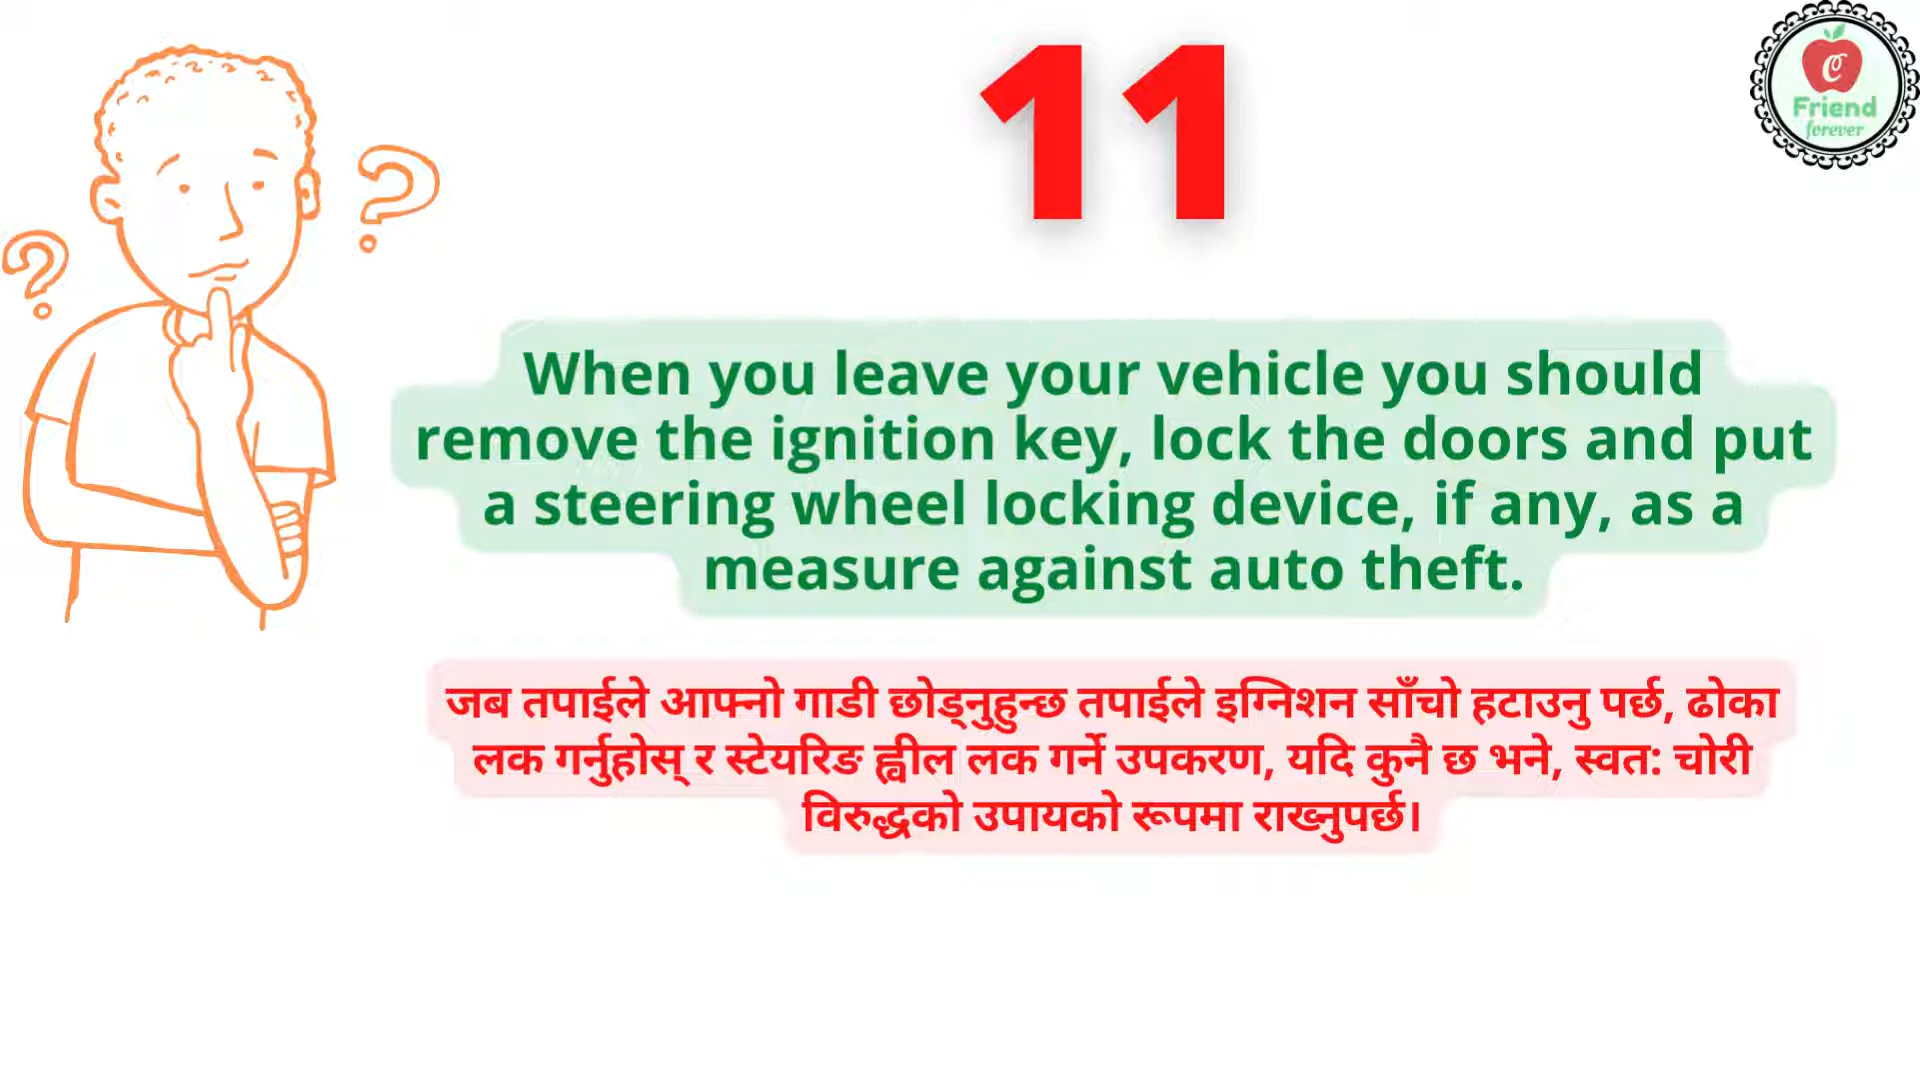 11
C
Friend
forever
When you leave your vehicle you should
remove the ignition key, lock the doors and put
a steering wheel locking device, if any, as a
measure against auto theft.
जब तपाईले आफ्नो गाडी छोड्नुहुन्छ तपाईले इग्निशन साँचो हटाउनु पर्छ, ढोका
लक गर्नुहोस् र स्टेयरिङ ह्वील लक गर्ने उपकरण, यदि कुनै छ भने, स्वत: चोरी
विरुद्धको उपायको रूपमा राख्नुपर्छ।